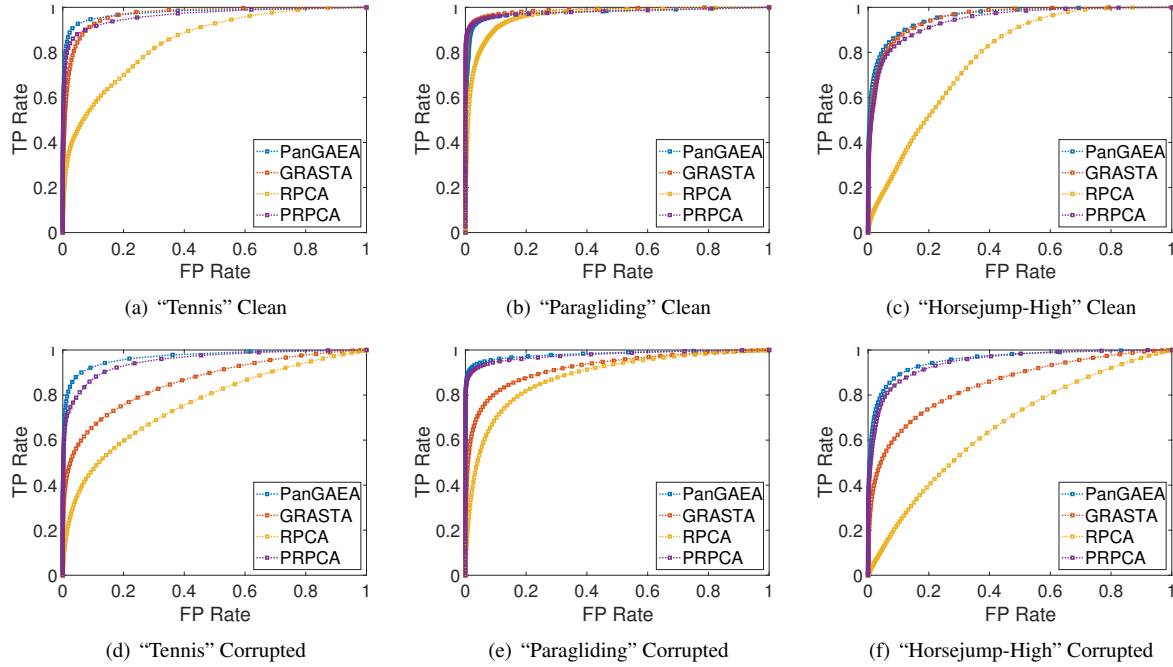 1
0.8
0.6
0.4
0.2
0
TP Rate
PanGAEA
GRASTA
RPCA
PRPCA
0 0.2 0.4 0.6 0.8 1
FP Rate
(a) “Tennis” Clean
1
0.8
0.6
0.4
0.2
0
TP Rate
PanGAEA
GRASTA
RPCA
PRPCA
0 0.2 0.4 0.6 0.8 1
FP Rate
(b) “Paragliding” Clean
1
0.8
0.6
0.4
0.2
0
TP Rate
PanGAEA
GRASTA
RPCA
PRPCA
0 0.2 0.4 0.6 0.8 1
FP Rate
(c) “Horsejump-High” Clean
1
0.8
0.6
0.4
0.2
0
TP Rate
PanGAEA
GRASTA
RPCA
PRPCA
0 0.2 0.4 0.6 0.8 1
FP Rate
(d) “Tennis” Corrupted
1
0.8
0.6
0.4
0.2
0
TP Rate
PanGAEA
GRASTA
RPCA
PRPCA
0 0.2 0.4 0.6 0.8 1
FP Rate
(e) “Paragliding” Corrupted
1
0.8
0.6
0.4
0.2
0
TP Rate
PanGAEA
GRASTA
RPCA
PRPCA
0 0.2 0.4 0.6 0.8 1
FP Rate
(f) “Horsejump-High” Corrupted